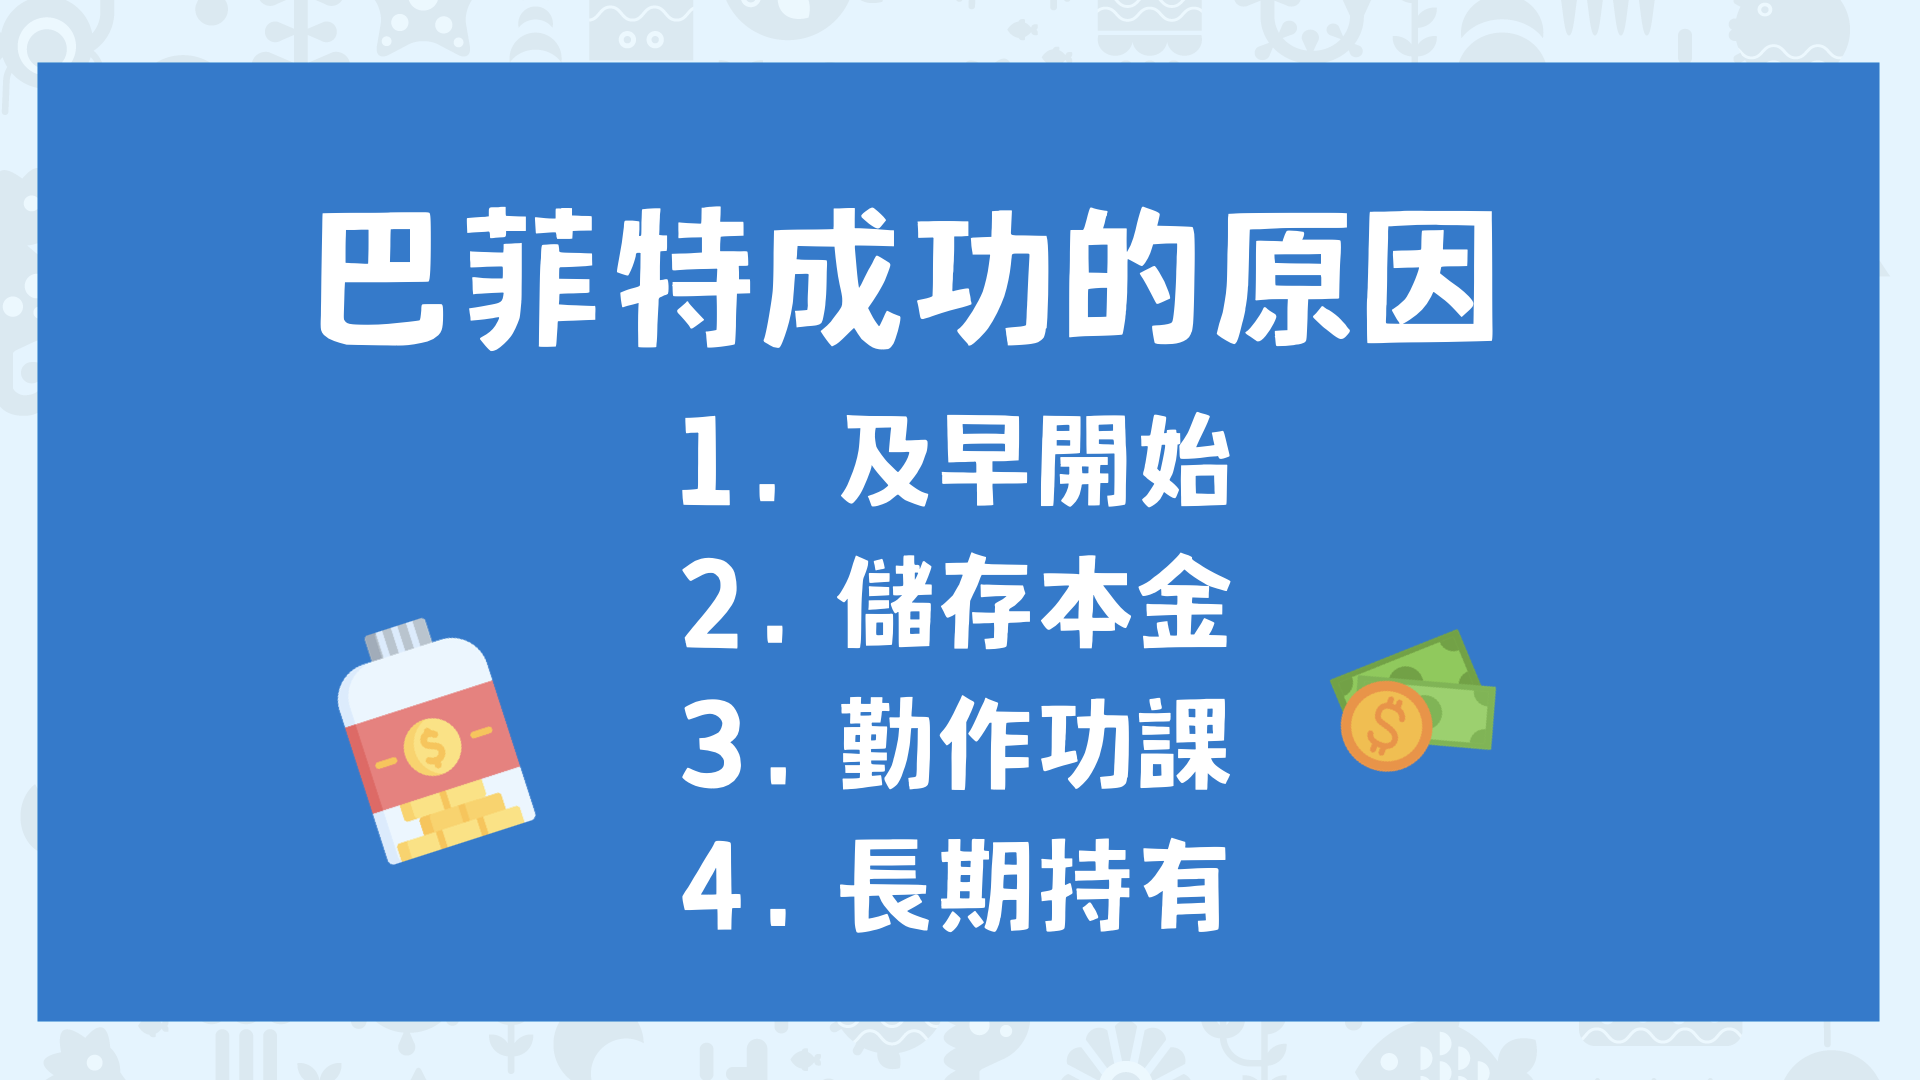 巴菲特成功的原因
1. 及早開始
2. 儲存本金
3. 勤作功課
4. 長期持有